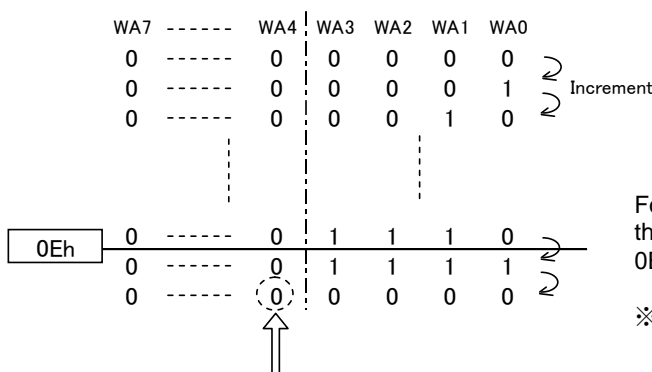 WA7 ------ WA4 WA3 WA2 WA1 WA0
0 ------ 0 0 0 0 0
0 ------ 0 0 0 0 1
Increment
0 ------ 0 0 0 1 0
0Eh
0 ------ 0 1 1 1 0
0 ------ 0 1 1 1 1
0 ------ 0 0 0 0 0
th
0E
※